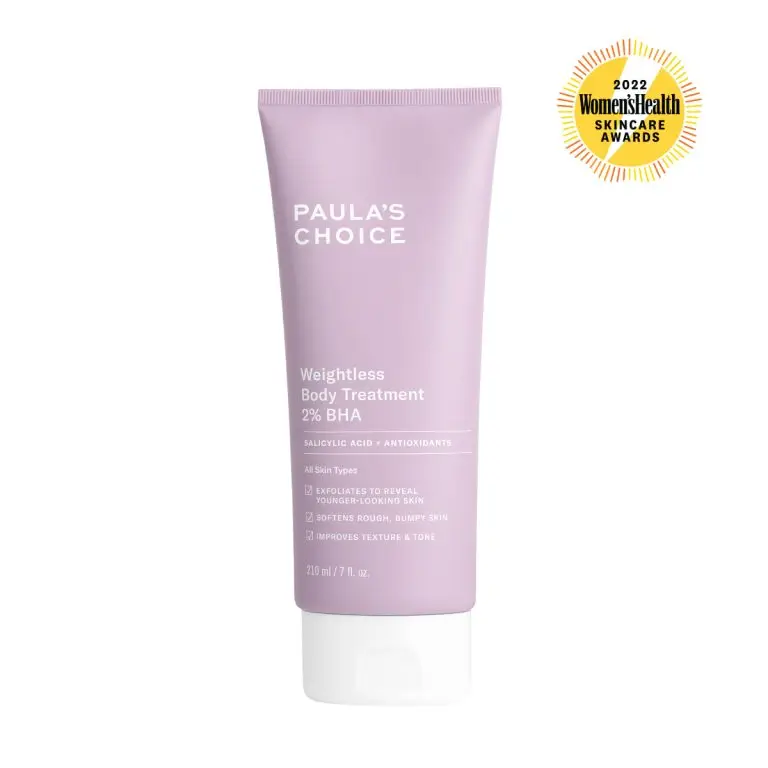 2022
Women'sHealth
SKINCARE
AWARDS
PAULA'S
CHOICE
Weightless
Body Treatment
2% BHA
SALICYLIC ACID + ANTIOXIDANTS
All Skin Types
☑ EXFOLIATES TO REVEAL
YOUNGER-LOOKING SKIN
☑ SOFTENS ROUGH, BUMPY SKIN
☑ IMPROVES TEXTURE & TONE
210 ml / 7 fl. oz.